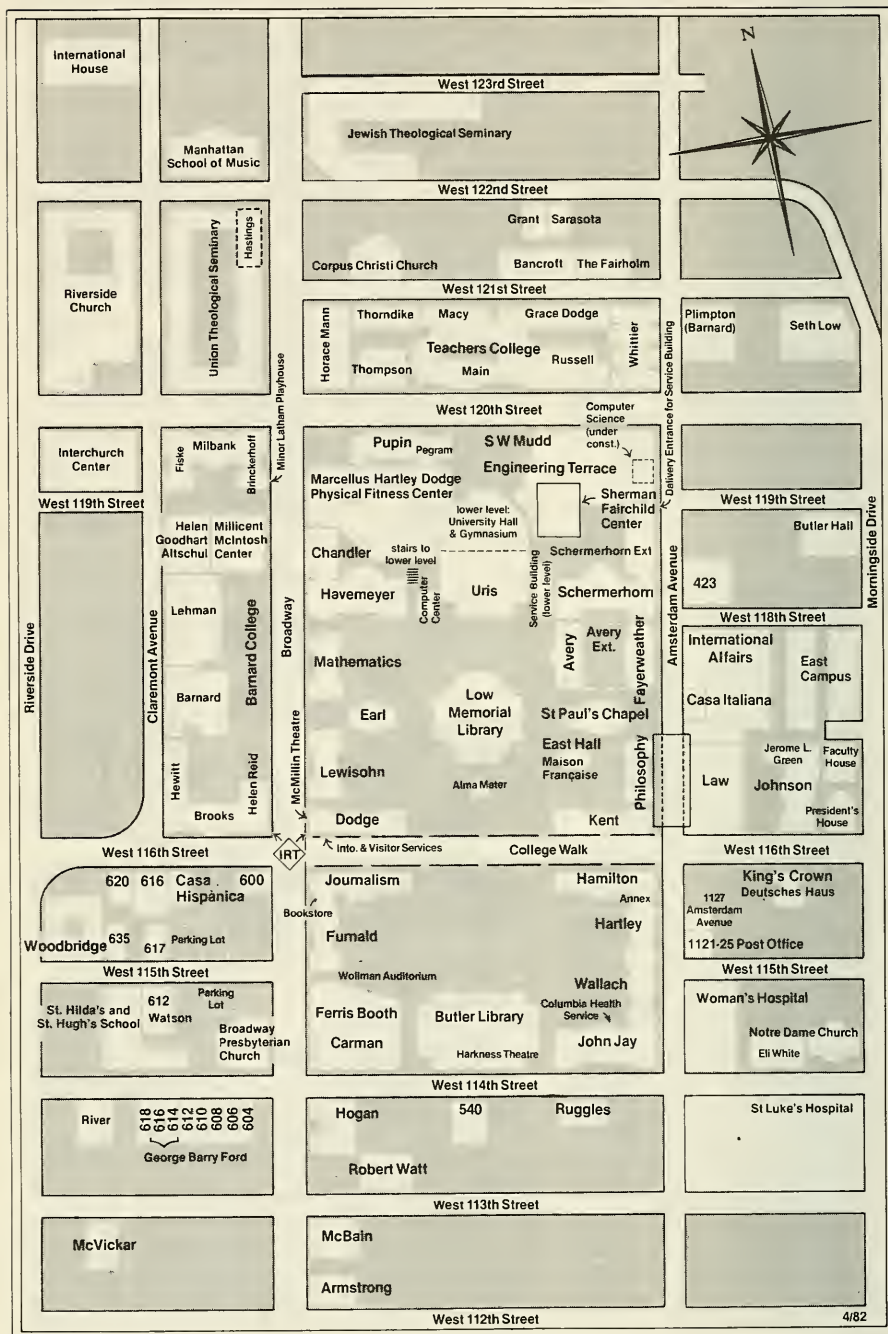 International
House
N
West 123rd Street
Manhattan
School of Music
Jewish Theological Seminary
West 122nd Street
Riverside
Church
Union Theological Seminary
Hastings
Grant Sarasota
Corpus Christi Church
Bancroft The Fairholm
West 121st Street
Horace Mann
Thorndike Macy Grace Dodge
Teachers College
Thompson Main Russell
Whittier
Plimpton
(Barnard)
Seth Low
Minor Latham Playhouse
Delivery Entrance for Service Building
West 120th Street
Interchurch
Center
West 119th Street
Fiske
Milbank
Brinckerhoff
Pupin
Pegram
S W Mudd
Computer
Science
(under
const.)
Engineering Terrace
Marcellus Hartley Dodge
Physical Fitness Center
lower level:
University Hall
& Gymnasium
Sherman
Fairchild
Center
West 119th Street
Butler Hall
423
West 118th Street
Morningside Drive
Helen
Goodhart
Altschul
Millicent
McIntosh
Center
Chandler
stairs to
lower level
Schermerhorn Ext
Havemeyer
Computer
Center
Uris
Service Building
(lower level)
Schermerhorn
Lehman
Barnard College
Broadway
Riverside Drive
Claremont Avenue
Amsterdam Avenue
Mathematics
Avery
Avery
Ext.
Fayerweather
International
Affairs
East
Campus
Barnard
Earl
Low
Memorial
Library
St Paul's Chapel
Casa Italiana
McMillin Theatre
Hewitt
Helen Reid
Brooks
Lewisohn
Alma Mater
East Hall
Maison
Française
Philosophy
Law
Jerome L.
Green
Johnson
Faculty
House
President's
House
Dodge
Kent
West 116th Street
IRT
Info. & Visitor Services
College Walk
West 116th Street
620 616 Casa
Hispánica
600
Woodbridge
635
617
Parking Lot
West 115th Street
Journalism
Bookstore
Furnald
Hamilton
Annex
Hartley
King's Crown
Deutsches Haus
1127
Amsterdam
Avenue
1121-25 Post Office
West 115th Street
Wollman Auditorium
Wallach
St. Hilda's and
St. Hugh's School
612
Watson
Parking
Lot
Broadway
Presbyterian
Church
Ferris Booth
Carman
Butler Library
Harkness Theatre
Columbia Health
Service
John Jay
Woman's Hospital
Notre Dame Church
Eli White
West 114th Street
River
618
616
614
612
610
608
606
604
George Barry Ford
Hogan
540
Ruggles
Robert Watt
St Luke's Hospital
West 113th Street
McVickar
McBain
Armstrong
West 112th Street
4/82